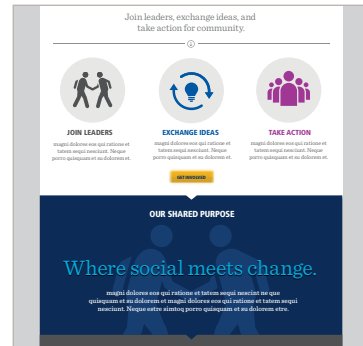 Join leaders, exchange ideas, and
take action for community.
JOIN LEADERS
magni dolores eos qui ratione et
tatem sequi nesciunt. Neque
porro quisquam et su dolorem et.
EXCHANGE IDEAS
magni dolores eos qui ratione et
tatem sequi nesciunt. Neque
porro quisquam et su dolorem et.
TAKE ACTION
magni dolores eos qui ratione et
tatem sequi nesciunt. Neque
porro quisquam et su dolorem et.
GET INVOLVED
OUR SHARED PURPOSE
Where social meets change.
magni dolores eos qui ratione et tatem sequi nescint ne que
quisquam et su dolorem et magni dolores eos qui ratione et tatem sequi
nesciunt. Neque estre simtoq porro quisquam et su dolorem etre.